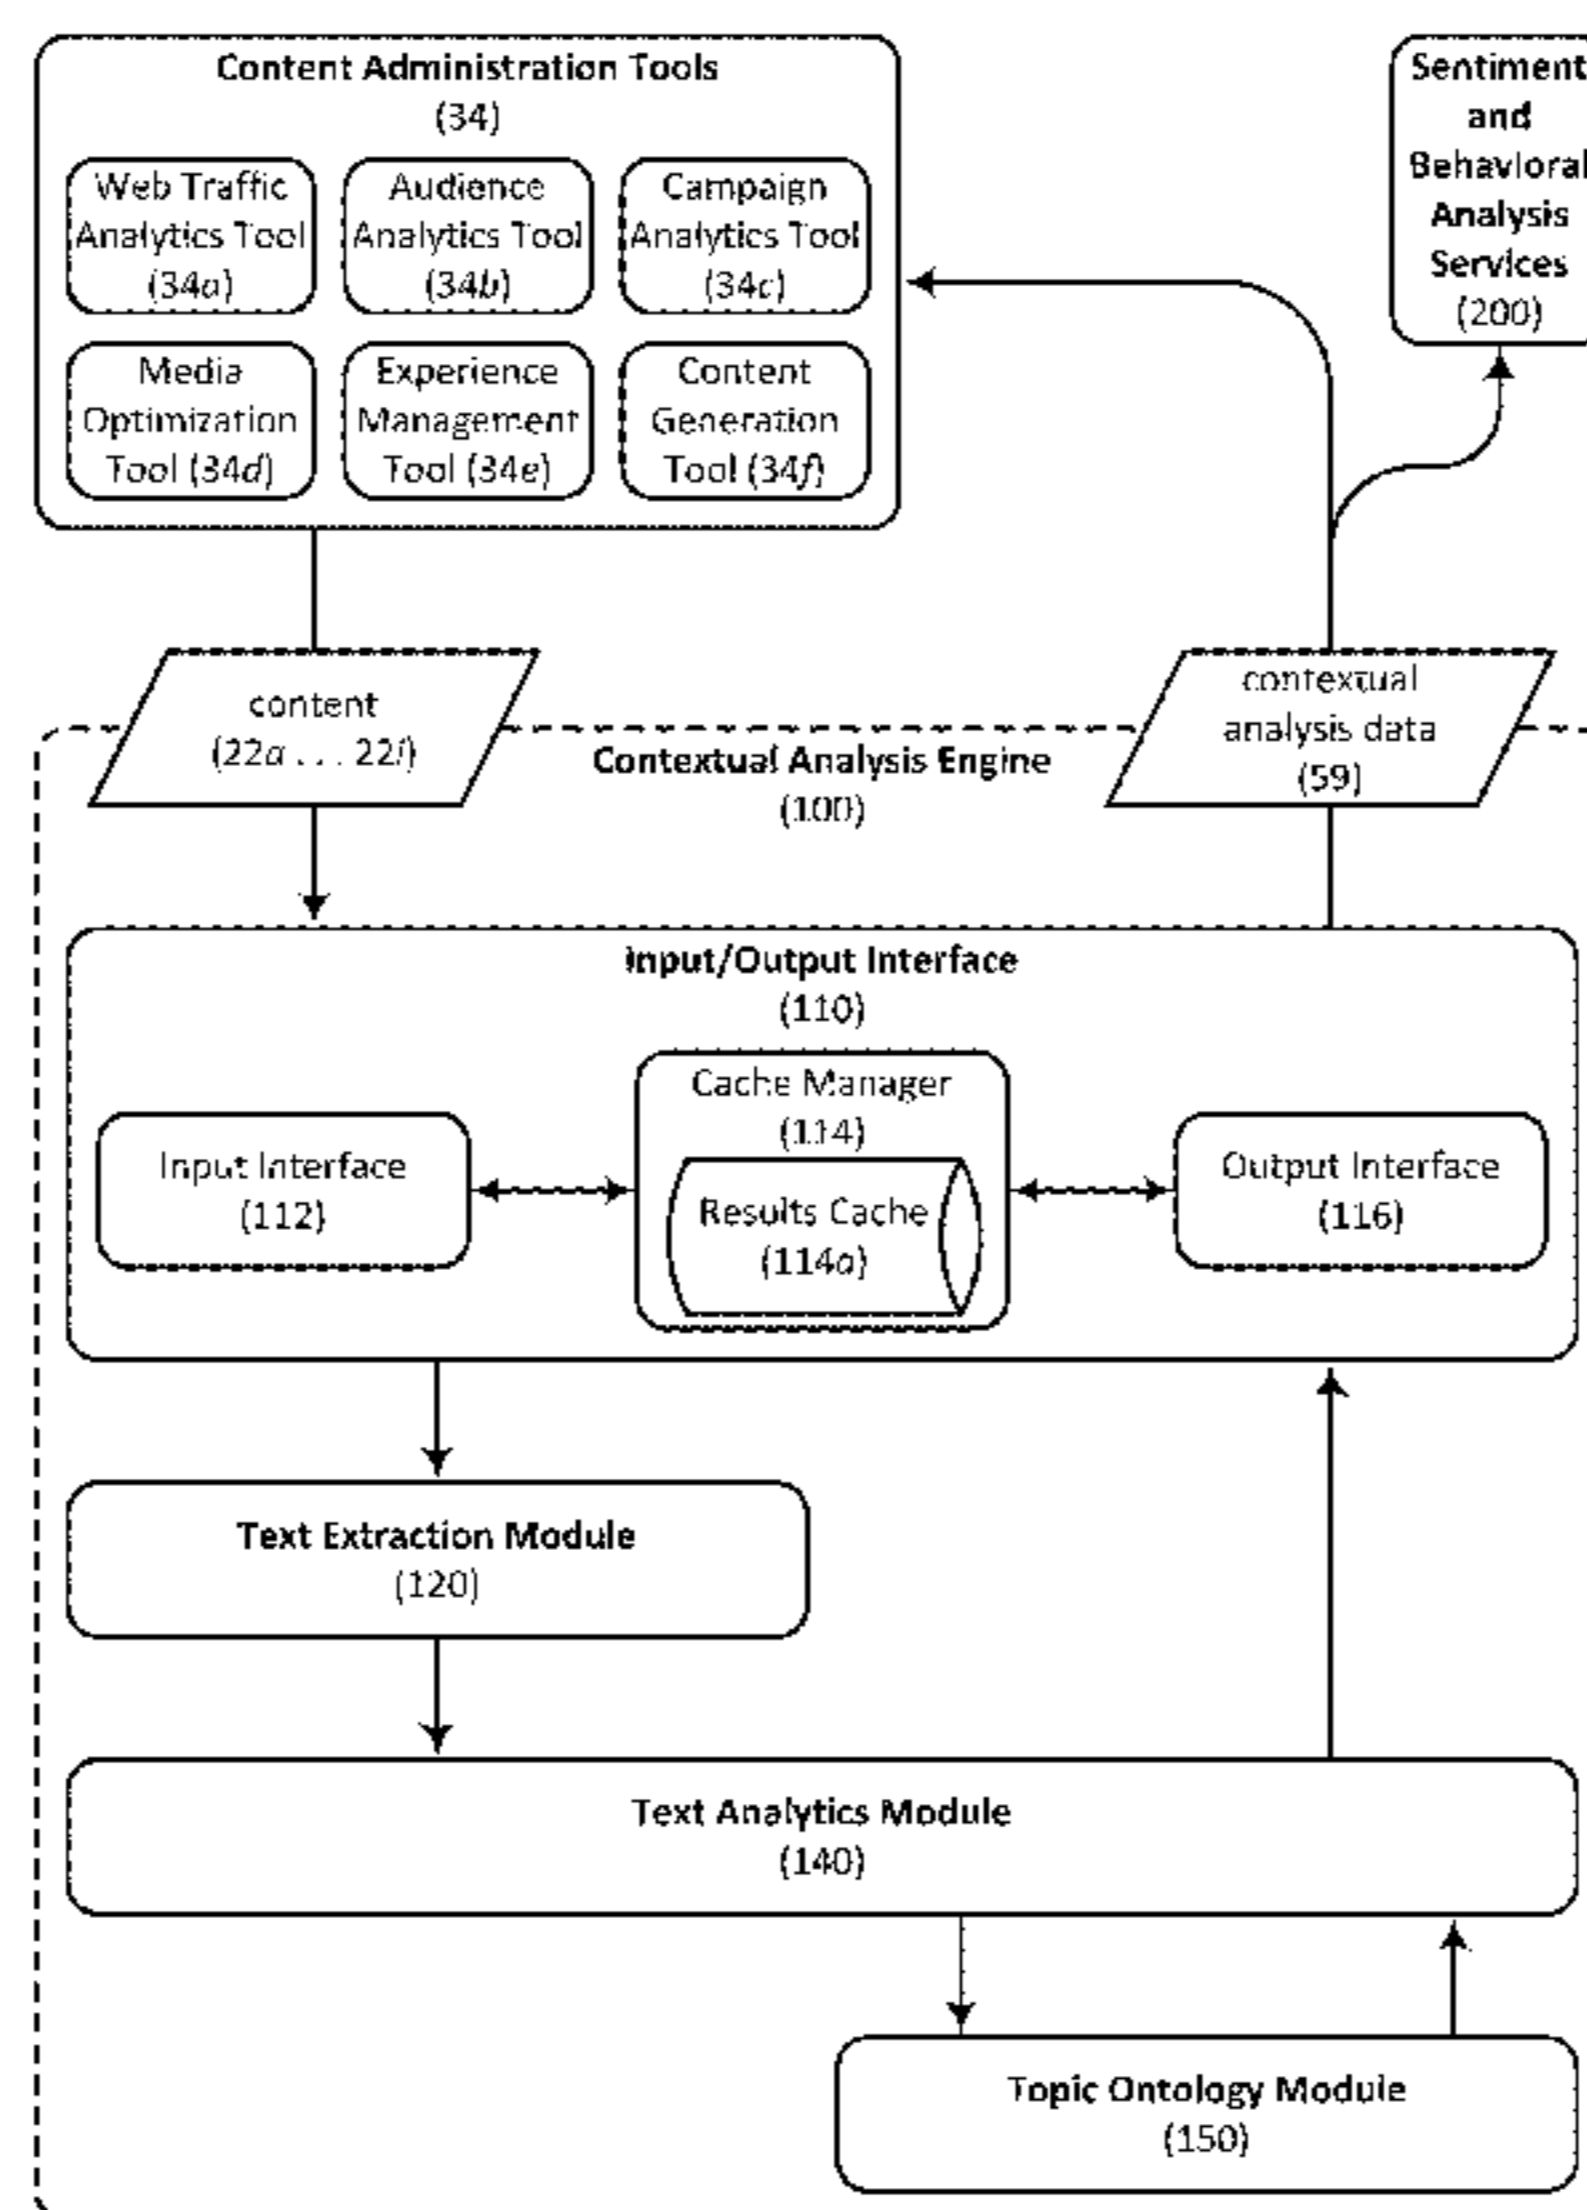 Content Administration Tools
(34)
Web Traffic
Analytics Tool
(34a)
Audience
Analytics Tool
(34b)
Campaign
Analytics Tool
(34c)
Media
Optimization
Tool (34d)
Experience
Management
Tool (34e)
Content
Generation
Tool (34f)
Sentiment
and
Behavioral
Analysis
Services
(200)
content
(22a . . . 22i)
contextual
analysis data
(59)
Contextual Analysis Engine
(100)
Input/Output Interface
(110)
Input Interface
(112)
Cache Manager
(114)
Results Cache
(114a)
Output Interface
(116)
Text Extraction Module
(120)
Text Analytics Module
(140)
Topic Ontology Module
(150)